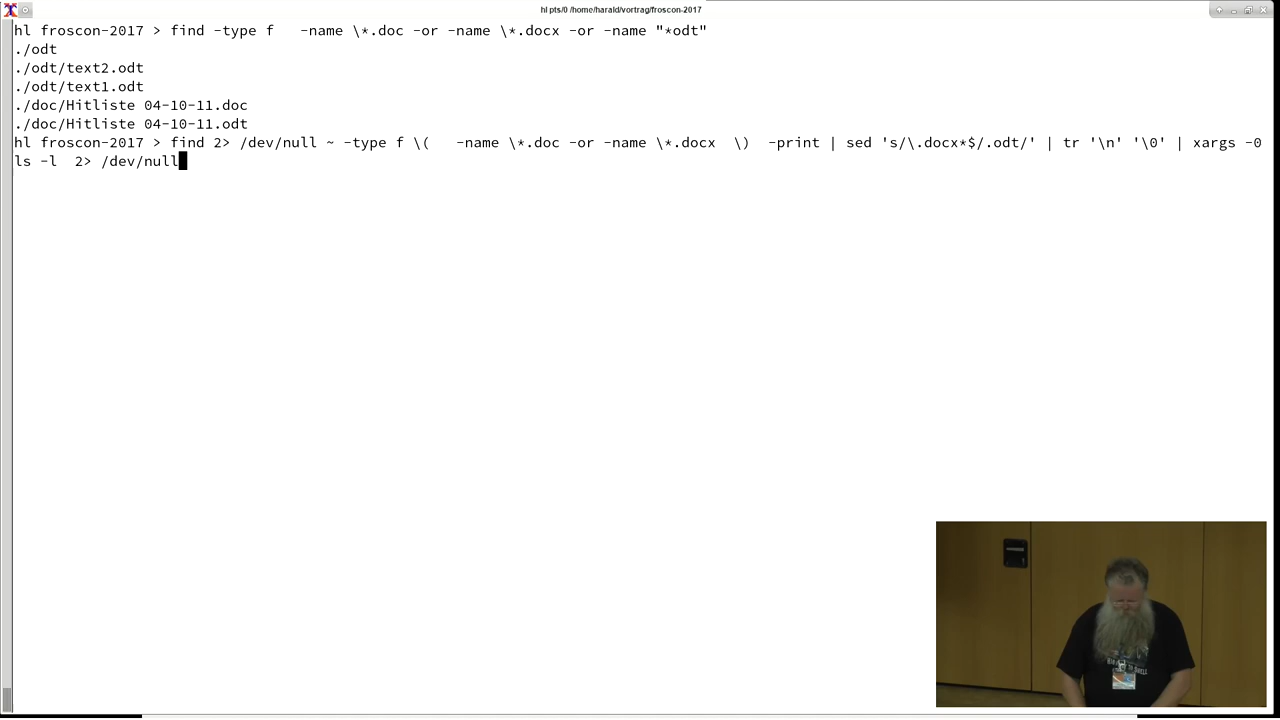 hl pts/0 /home/harald/vortrag/froscon-2017
hl froscon-2017 > find -type f   -name \*.doc -or -name \*.docx -or -name "*odt"
./odt
./odt/text2.odt
./odt/text1.odt
./doc/Hitliste 04-10-11.doc
./doc/Hitliste 04-10-11.odt
hl froscon-2017 > find 2> /dev/null ~ -type f \(   -name \*.doc -or -name \*.docx  \)  -print | sed 's/\.docx*$/.odt/' | tr '\n' '\0' | xargs -0
ls -l  2> /dev/null